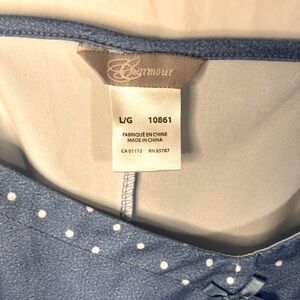 Charmour
L/G 10861
FABRIQUÉ EN CHINE
MADE IN CHINA
CA 01172 RN 85787